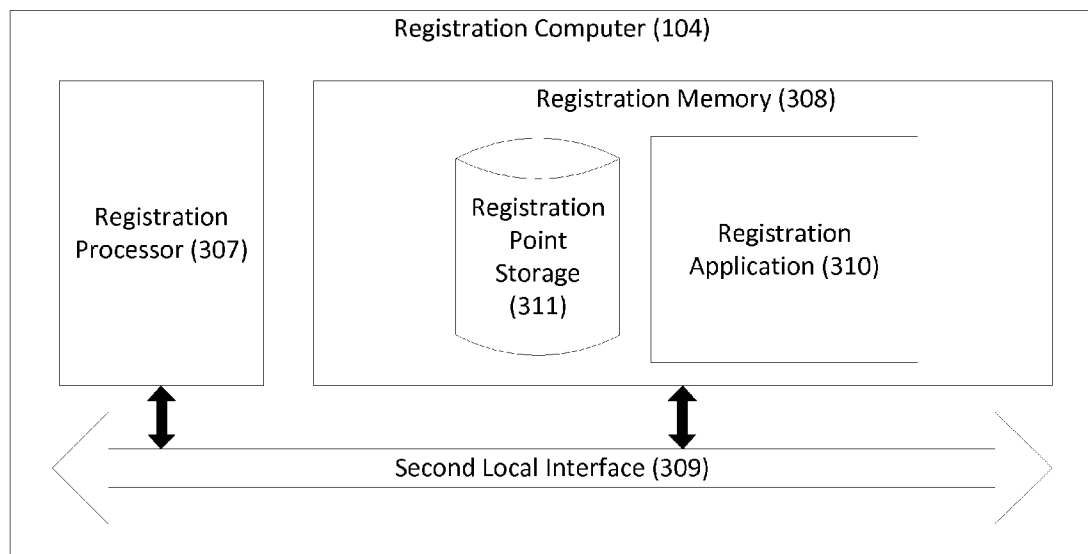 Registration Computer (104)
Registration Memory (308)
Registration
Processor (307)
Registration
Point
Storage
(311)
Registration
Application (310)
Second Local Interface (309)